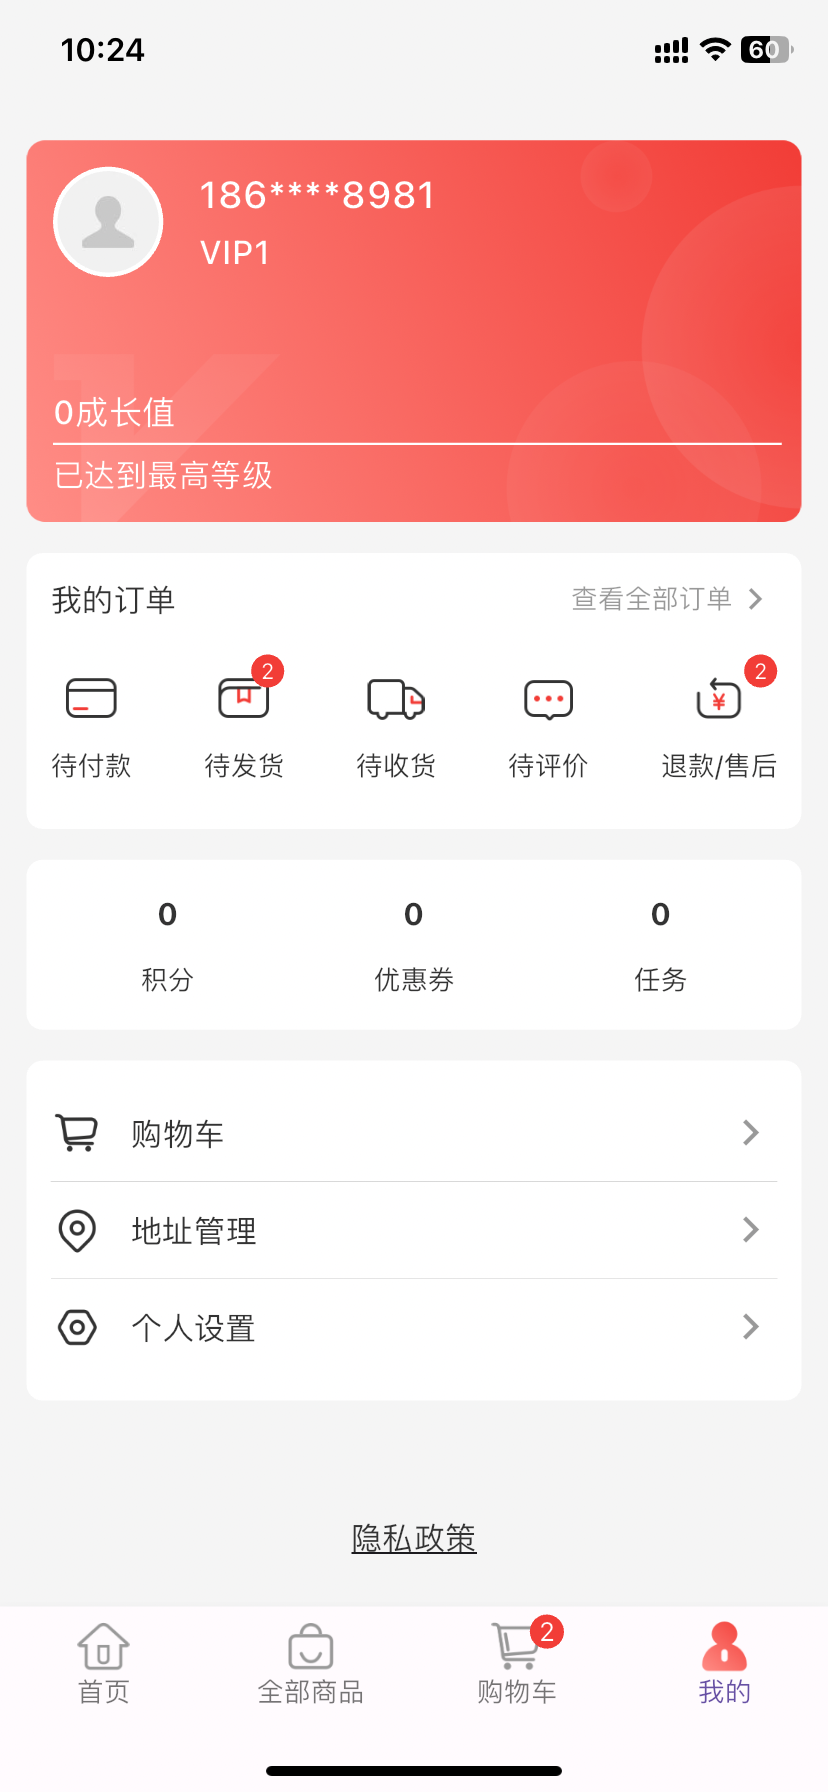 10:24
60
186****8981
VIP1
0成长值
已达到最高等级
我的订单
查看全部订单
2
2
待付款
待发货
待收货
待评价
¥
退款/售后
0
0
0
积分
优惠券
任务
购物车
地址管理
个人设置
隐私政策
2
首页
全部商品
购物车
我的